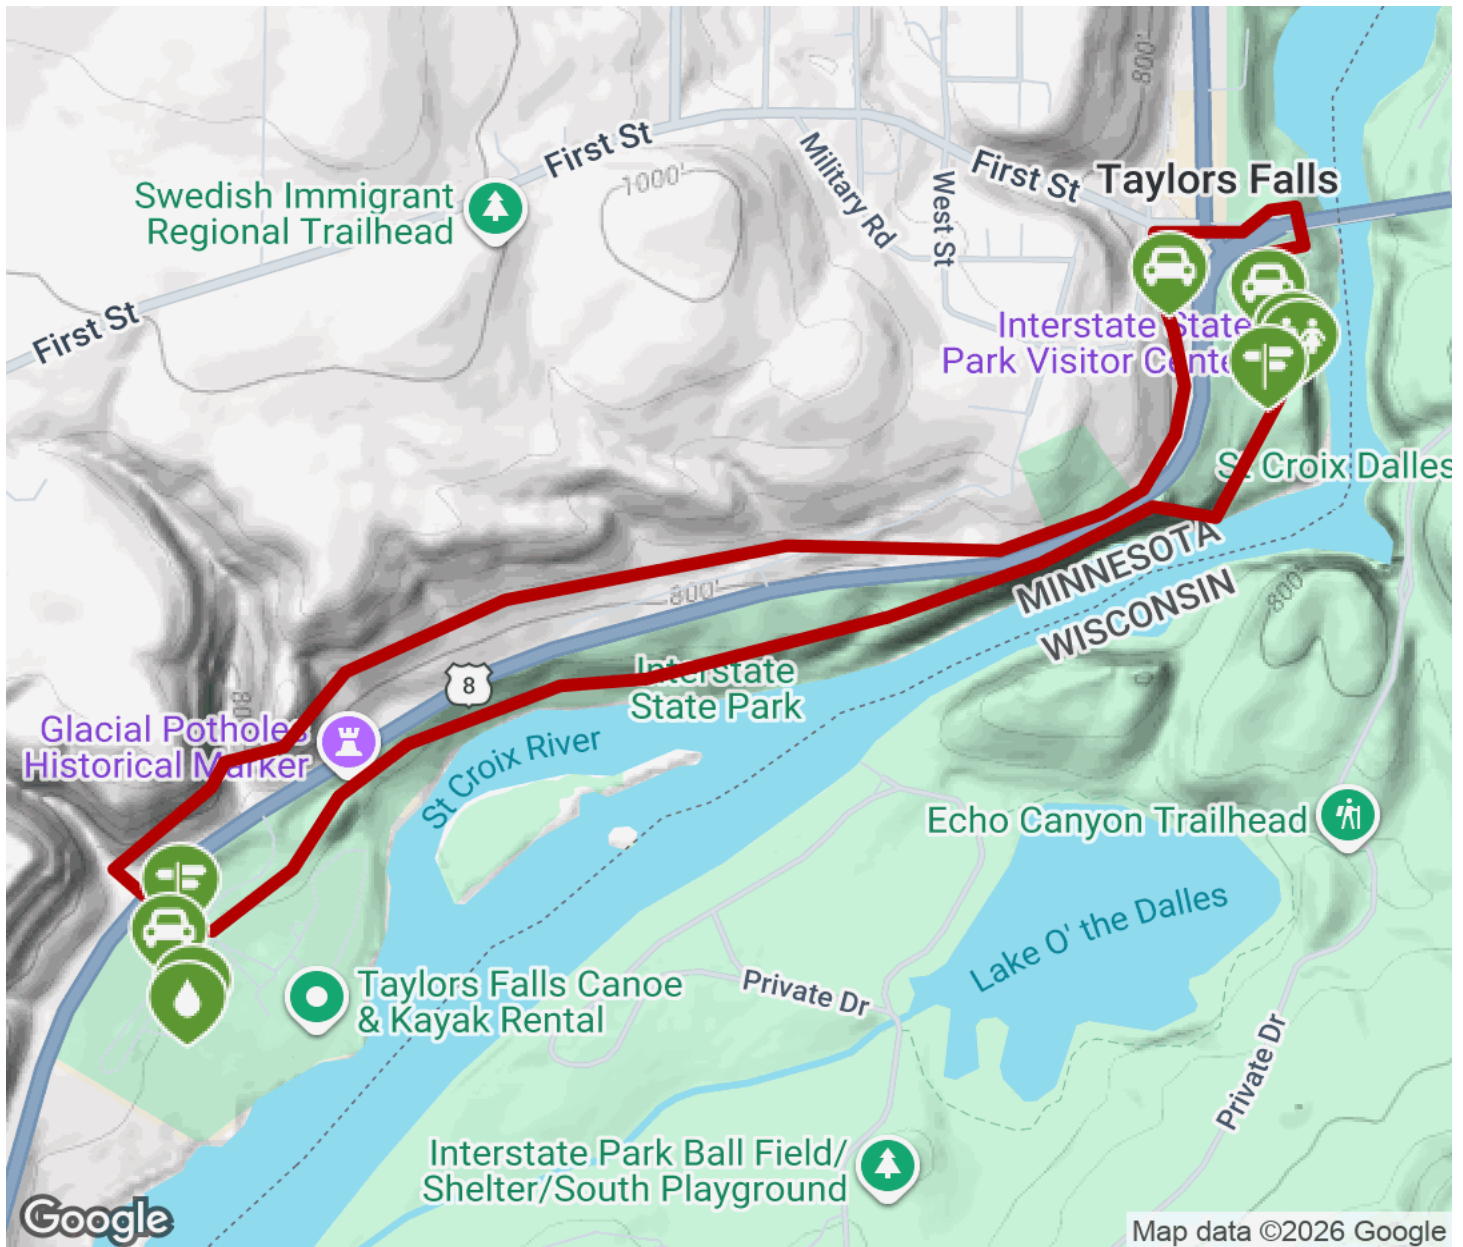 800'
First St
1000'
Military Rd
First St
Taylors Falls
West St
Swedish Immigrant
Regional Trailhead
First St
Interstate State
Park Visitor Cente
St Croix Dalles
MINNESOTA
WISCONSIN
800'
800'
Interstate
State Park
8
Glacial Potholes
Historical Marker
St Croix River
Echo Canyon Trailhead
Lake O' the Dalles
Taylors Falls Canoe
& Kayak Rental
Private Dr
Private Dr
Interstate Park Ball Field/
Shelter/South Playground
Google
Map data ©2026 Google